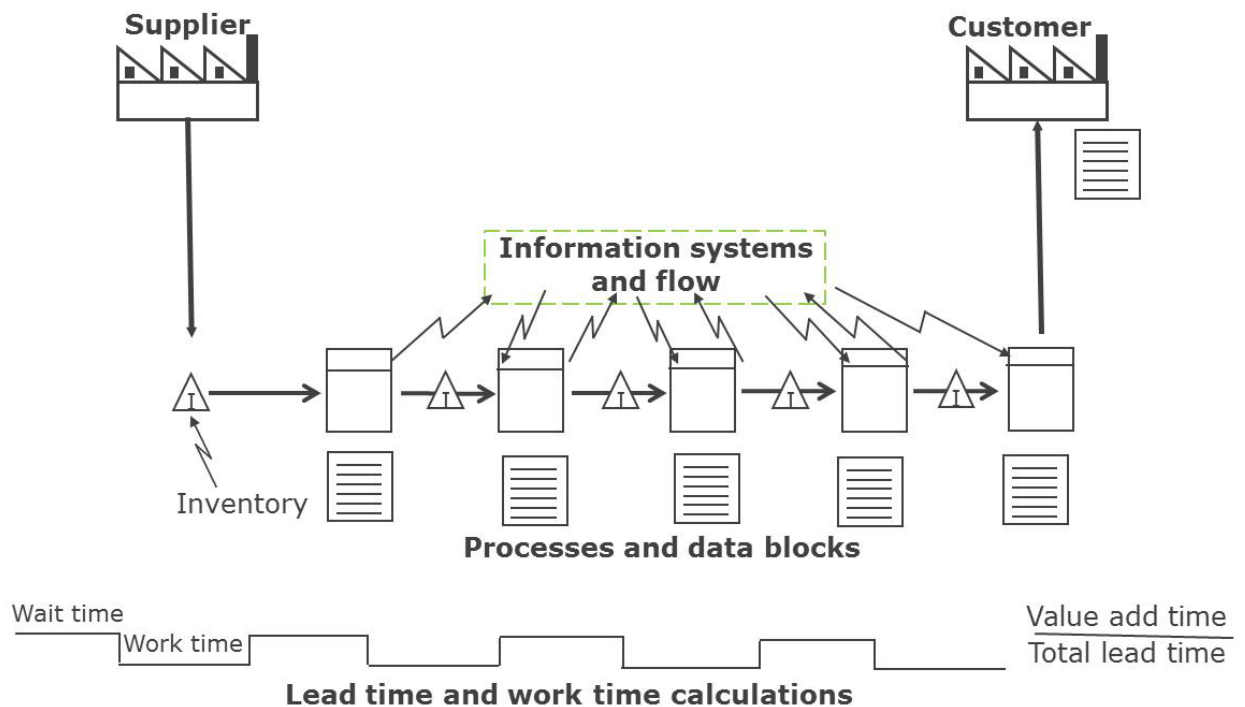 Supplier
Customer
Information systems
and flow
I
I
I
I
I
Inventory
Processes and data blocks
Wait time
Work time
Value add time
Total lead time
Lead time and work time calculations